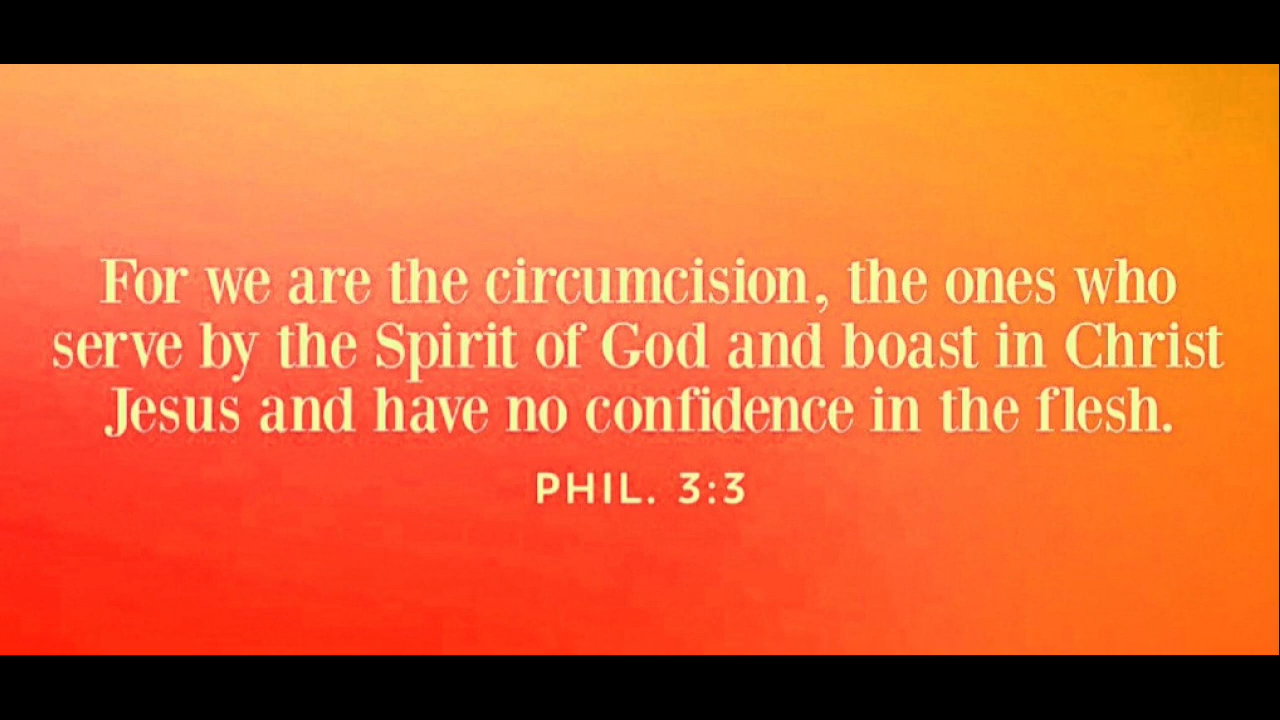 For we are the circumcision, the ones who
serve by the Spirit of God and boast in Christ
Jesus and have no confidence in the flesh.
PHIL. 3:3